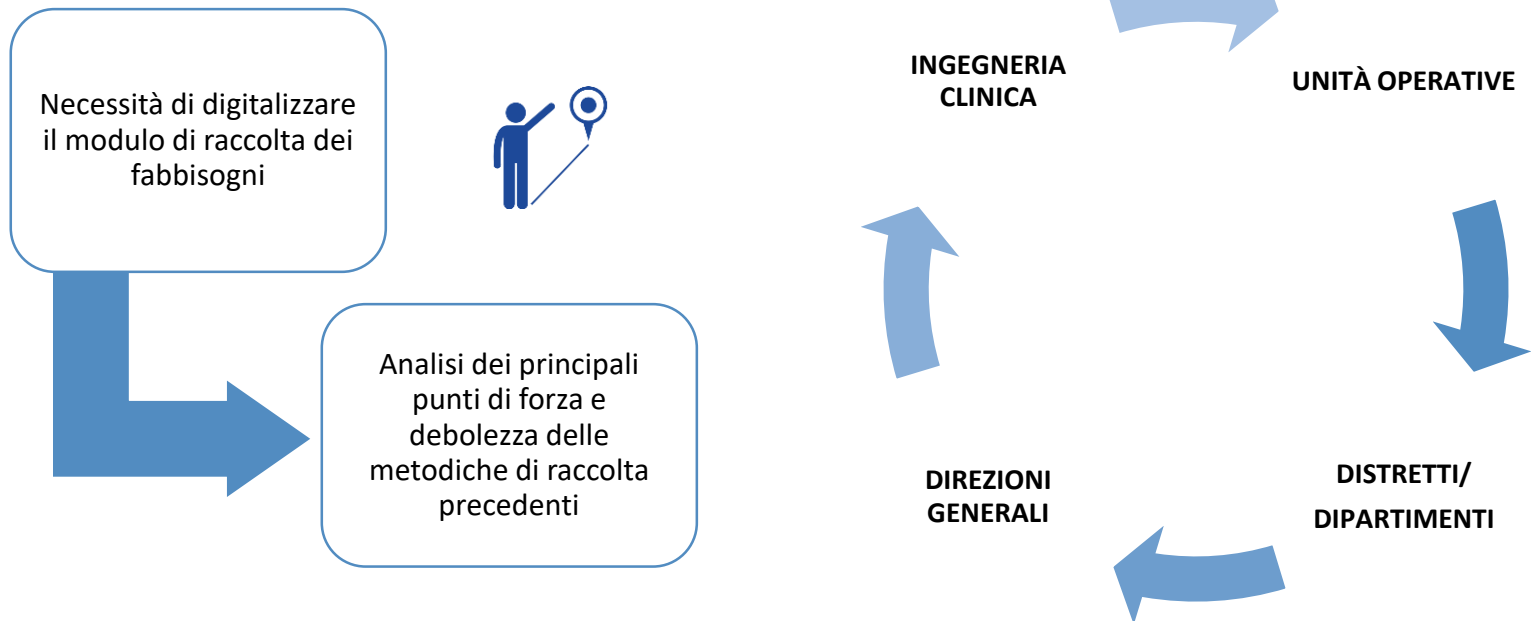 Necessità di digitalizzare
il modulo di raccolta dei
fabbisogni
Analisi dei principali
punti di forza e
debolezza delle
metodiche di raccolta
precedenti
INGEGNERIA
CLINICA
UNITÀ OPERATIVE
DISTRETTI/
DIPARTIMENTI
DIREZIONI
GENERALI